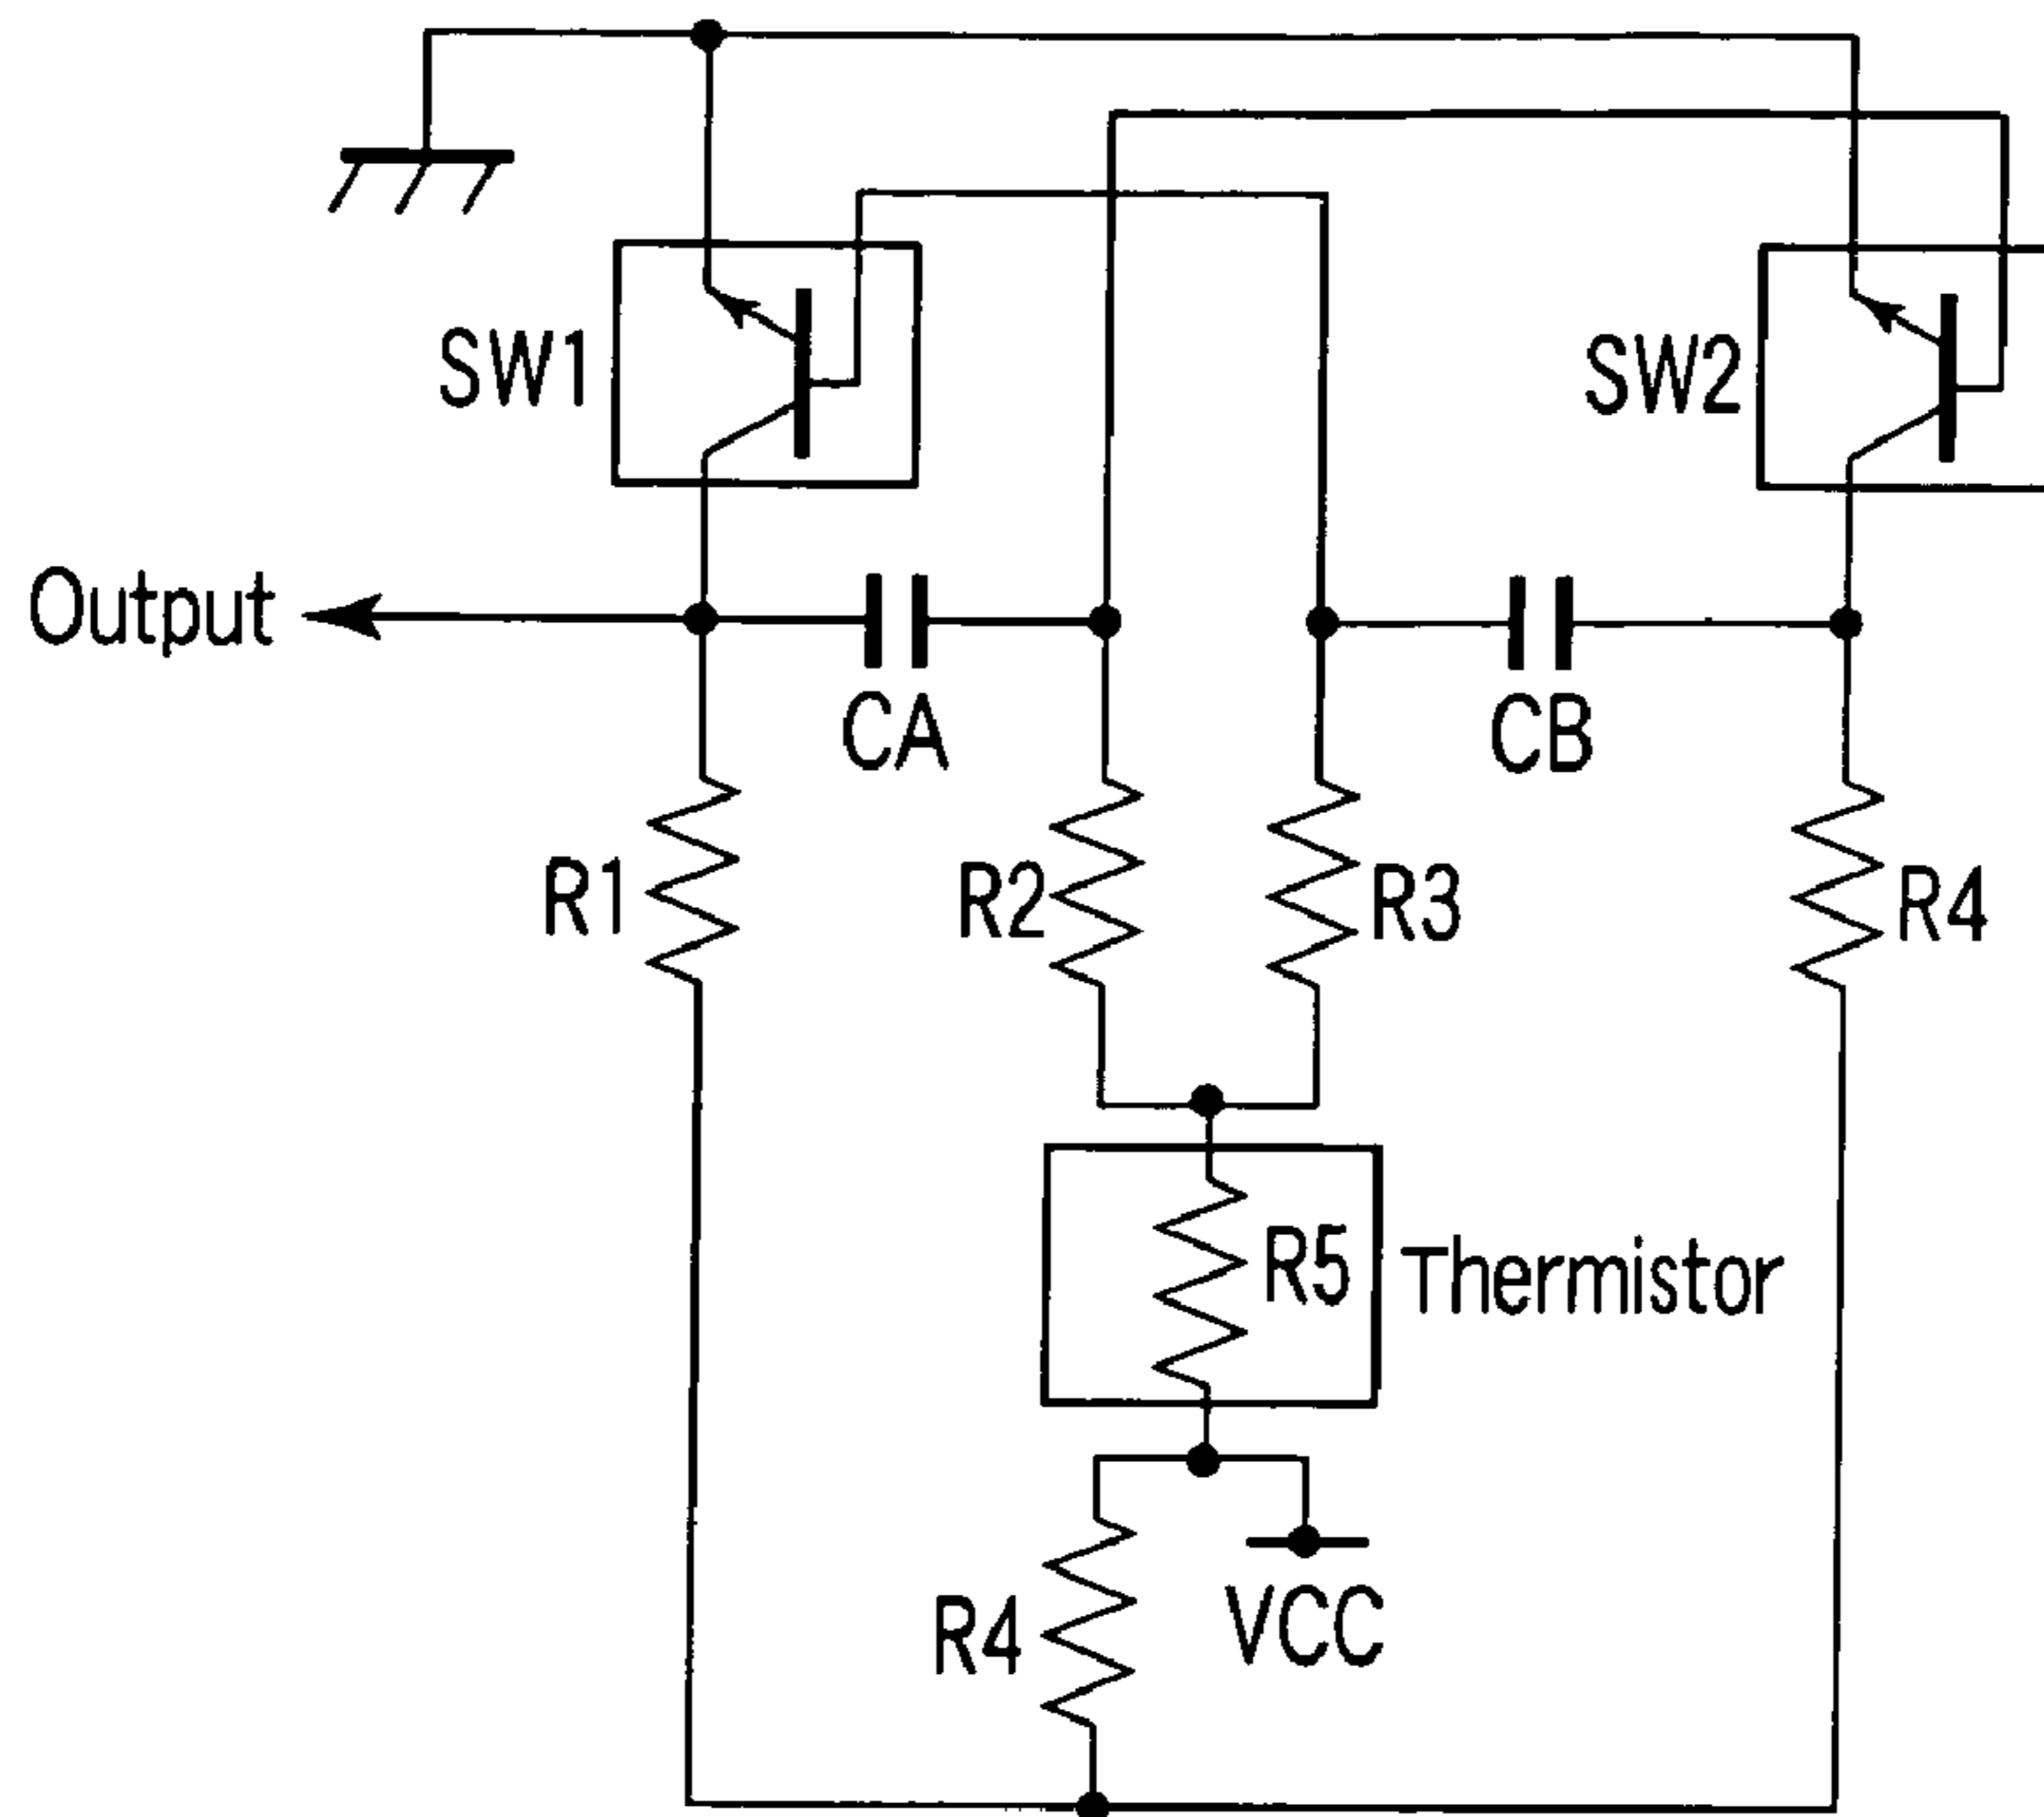 SW1
SW2
Output
CA
CB
R1
R2
R3
R4
R5
Thermistor
R4
VCC